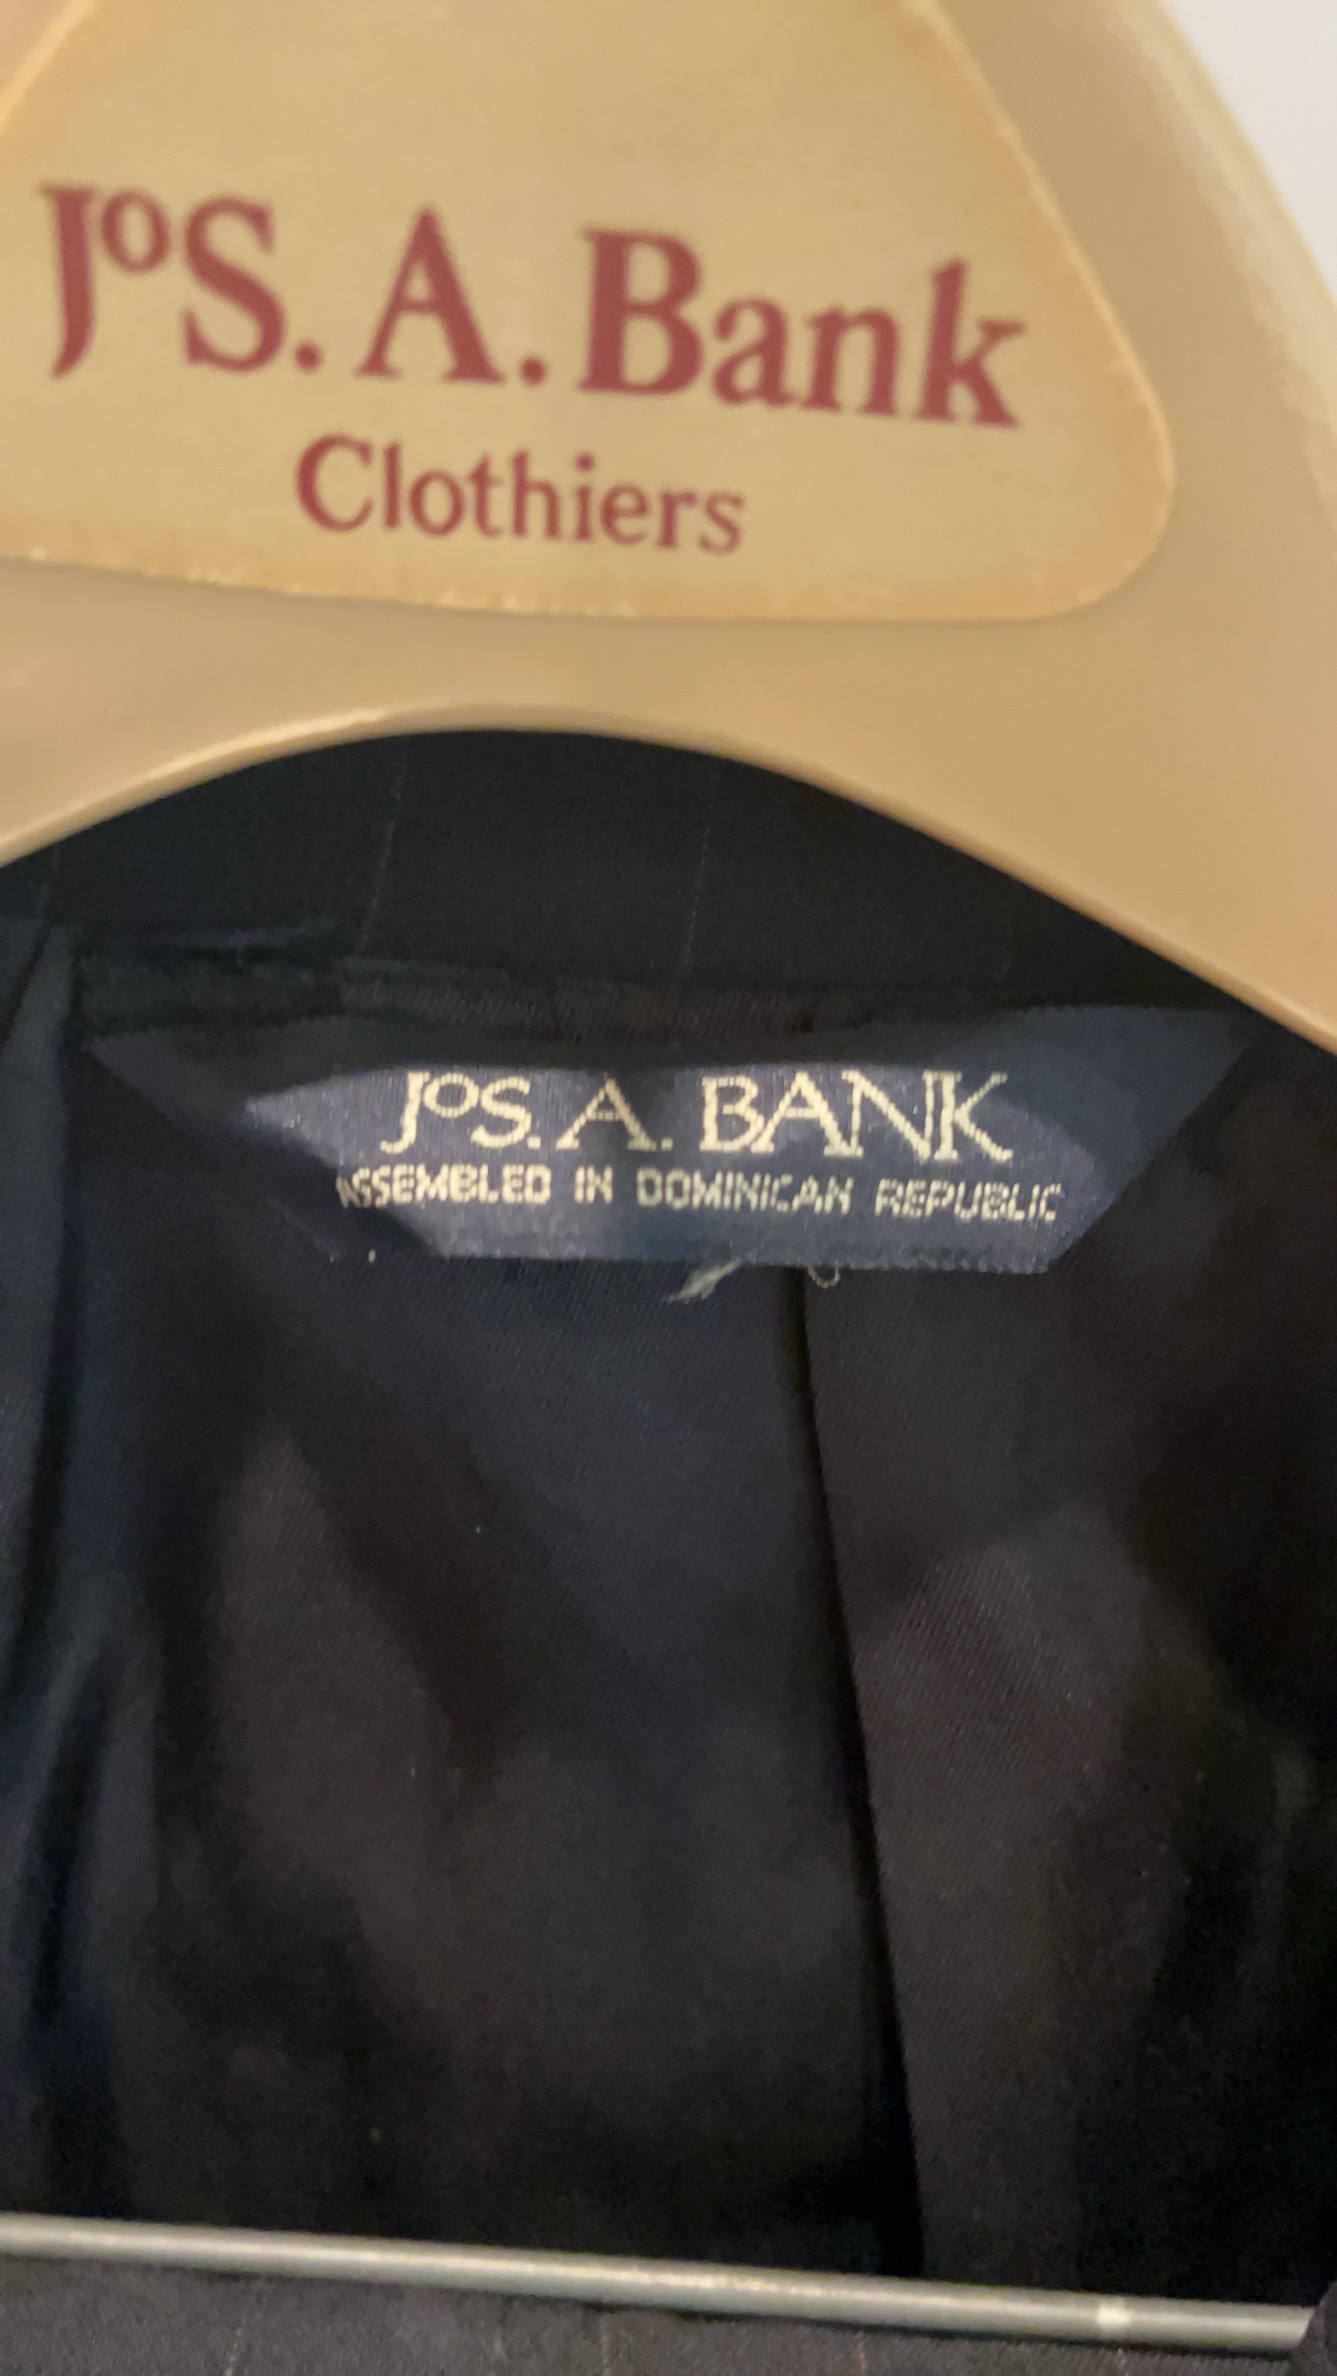 JoS. A. Bank
Clothiers
JoS. A. BANK
ASSEMBLED IN DOMINICAN REPUBLIC